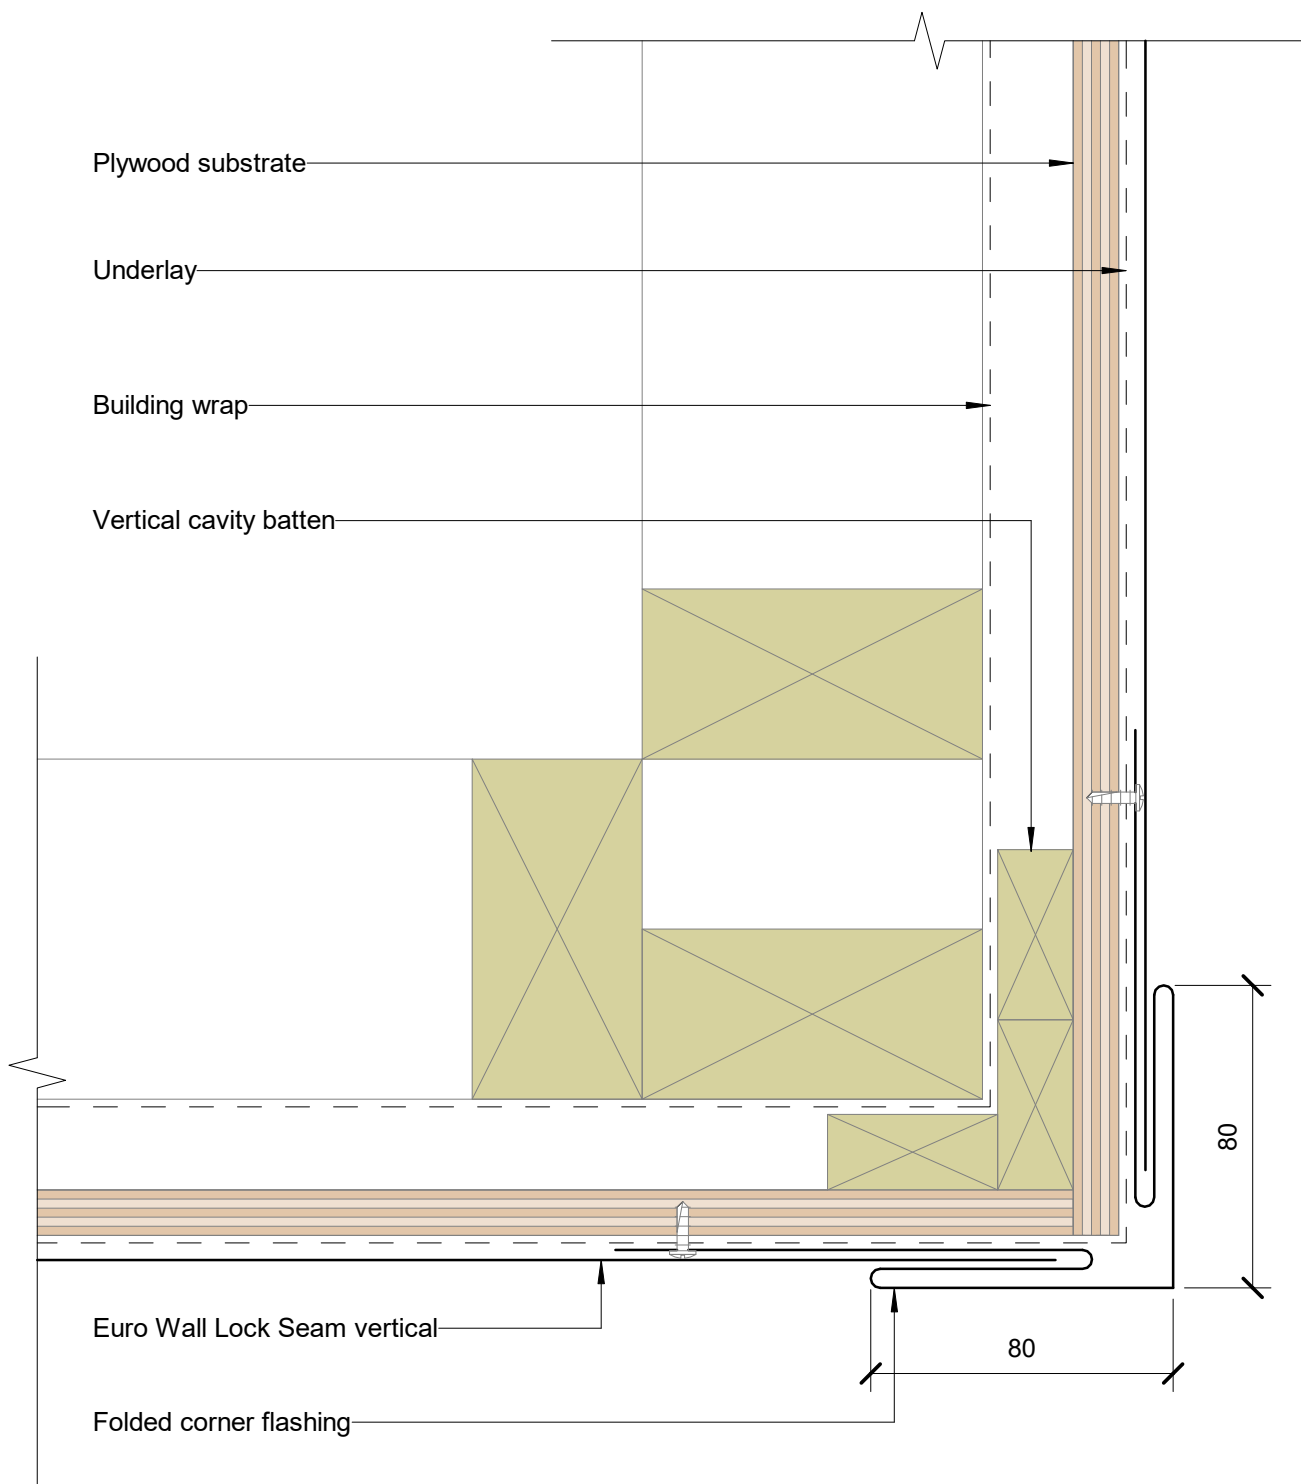 Plywood substrate
Underlay
Building wrap
Vertical cavity batten
80
Euro Wall Lock Seam vertical
80
Folded corner flashing